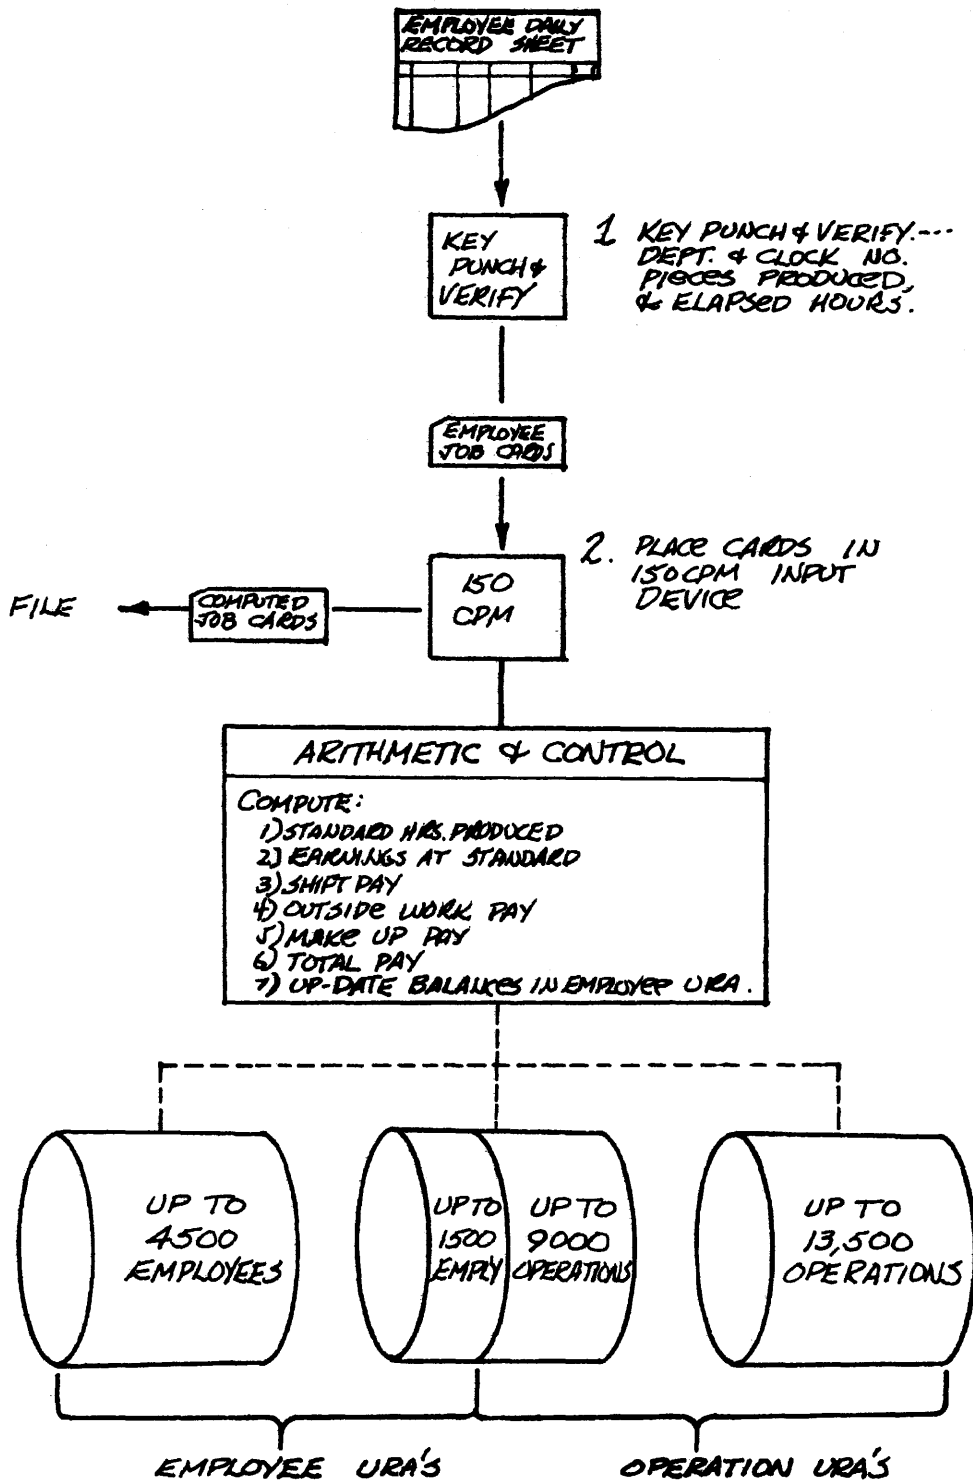 EMPLOYEE DAILY
RECORD SHEET
KEY
PUNCH &
VERIFY
1 KEY PUNCH & VERIFY.---
DEPT. & CLOCK NO.
PIECES PRODUCED,
& ELAPSED HOURS.
EMPLOYEE
JOB CARDS
2. PLACE CARDS IN
150 CPM INPUT
DEVICE
150
CPM
COMPUTED
JOB CARDS
FILE
ARITHMETIC & CONTROL
COMPUTE:
1) STANDARD HRS. PRODUCED
2) EARNINGS AT STANDARD
3) SHIFT PAY
4) OUTSIDE WORK PAY
5) MAKE UP PAY
6) TOTAL PAY
7) UP-DATE BALANCES IN EMPLOYEE URA.
UP TO
4500
EMPLOYEES
UP TO
1500
EMPLY
UP TO
9000
OPERATIONS
UP TO
13,500
OPERATIONS
EMPLOYEE URA'S
OPERATION URA'S